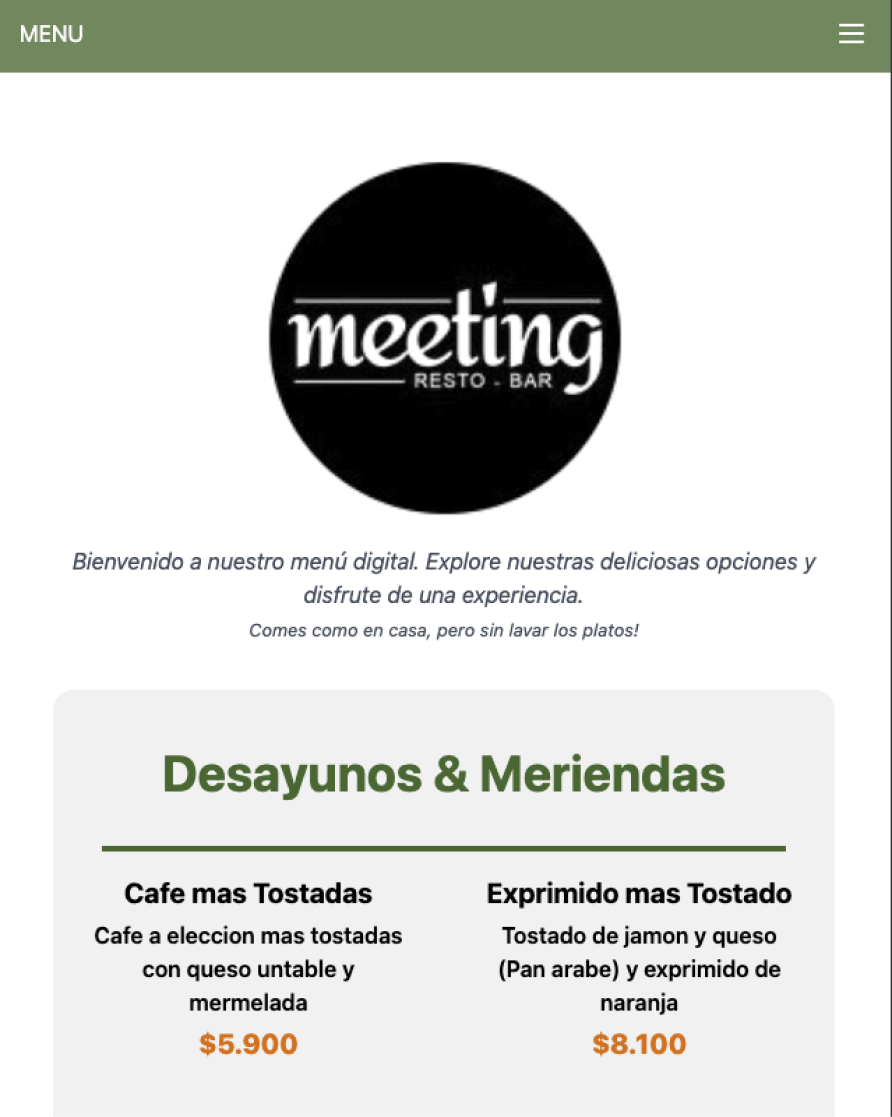 MENU
meeting
RESTO - BAR
Bienvenido a nuestro menú digital. Explore nuestras deliciosas opciones y
disfrute de una experiencia.
Comes como en casa, pero sin lavar los platos!
Desayunos & Meriendas
Cafe mas Tostadas
Cafe a eleccion mas tostadas
con queso untable y
mermelada
$5.900
Exprimido mas Tostado
Tostado de jamon y queso
(Pan arabe) y exprimido de
naranja
$8.100